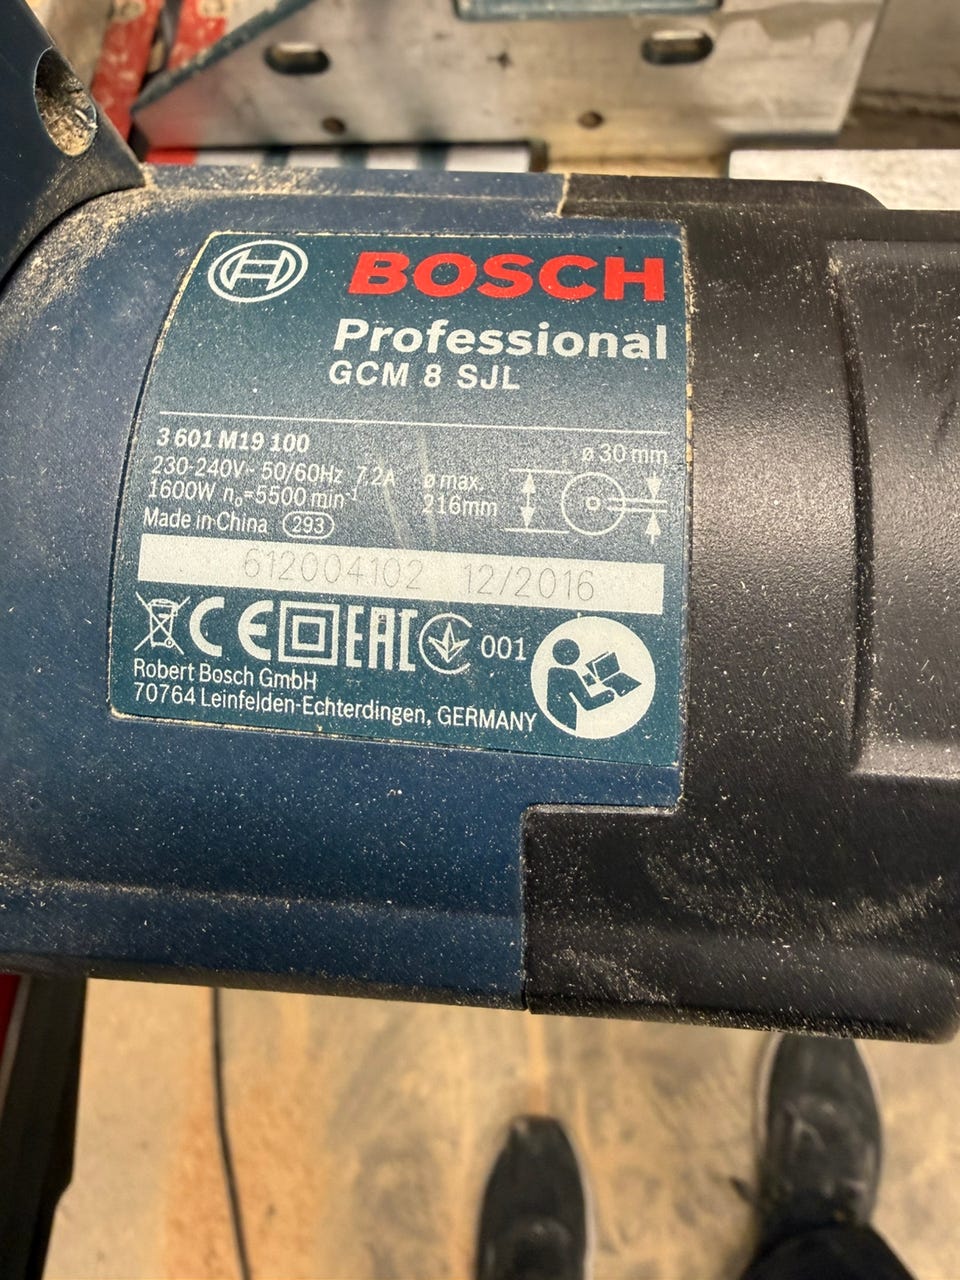 BOSCH
Professional
GCM 8 SJL
3 601 M19 100
230-240V~ 50/60Hz 7.2A
1600W n₀=5500 min⁻¹
Made in China 293
ø 30 mm
ø max.
216mm
612004102 12/2016
CE EAC 001
Robert Bosch GmbH
70764 Leinfelden-Echterdingen, GERMANY